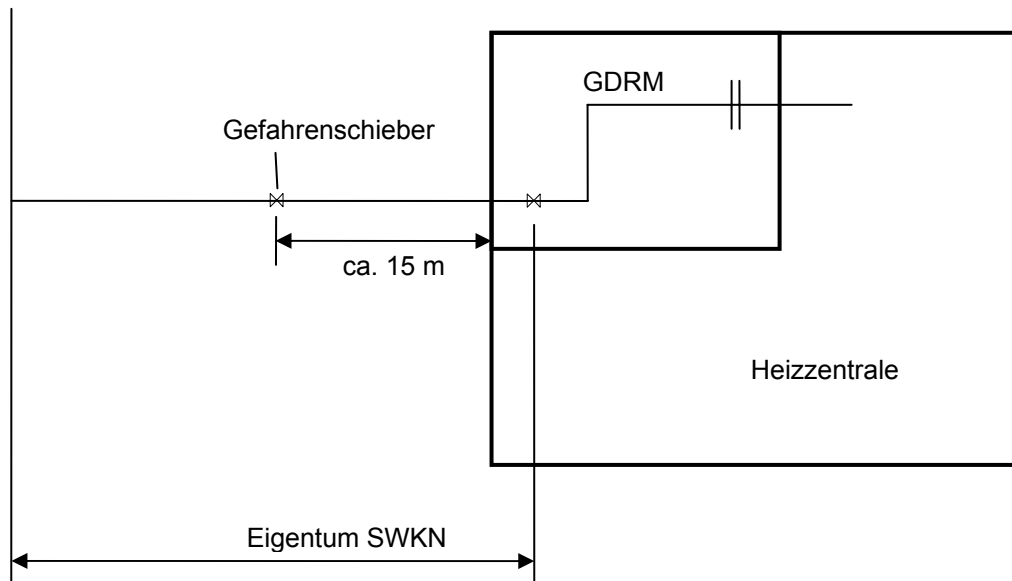 GDRM
Gefahrenschieber
ca. 15 m
Heizzentrale
Eigentum SWKN